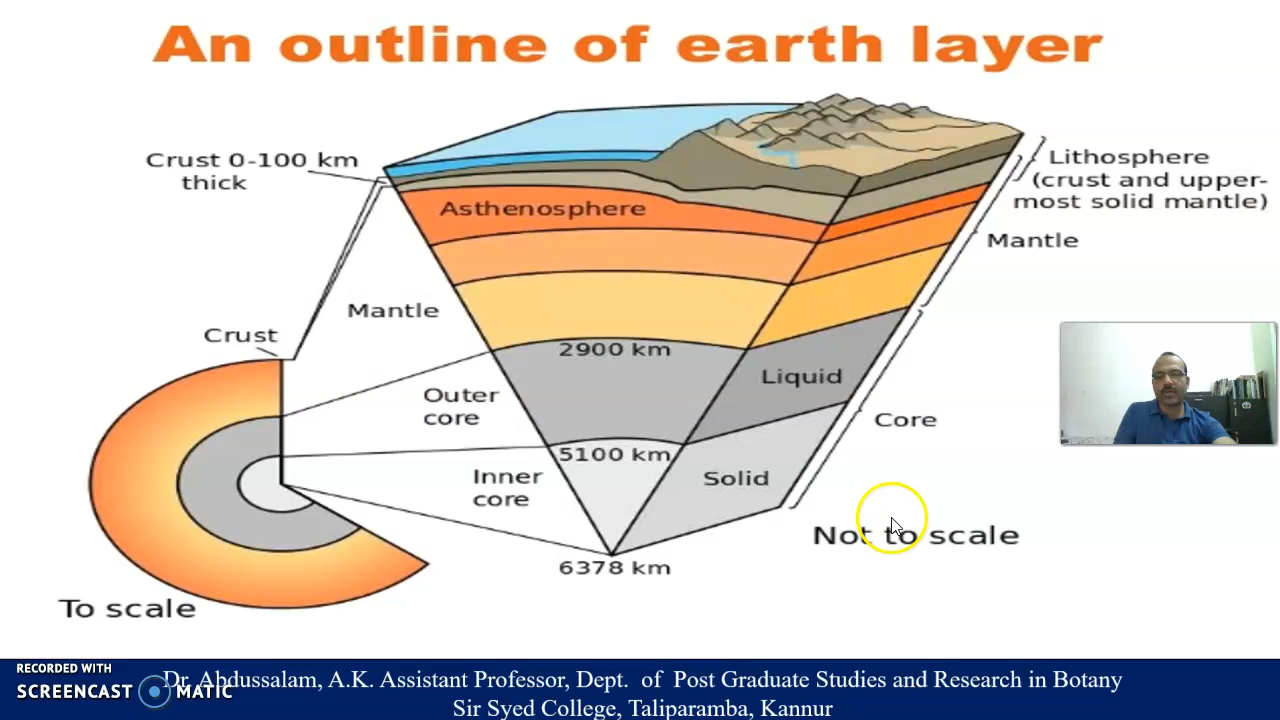 An outline of earth layer
Crust 0-100 km
thick
Lithosphere
(crust and upper-
most solid mantle)
Asthenosphere
Mantle
Mantle
Crust
2900 km
Liquid
Outer
core
Core
5100 km
Inner
core
Solid
Not to scale
6378 km
To scale
RECORDED WITH
SCREENCAST MATIC
Dr. Abdussalam, A.K. Assistant Professor, Dept. of Post Graduate Studies and Research in Botany
Sir Syed College, Taliparamba, Kannur